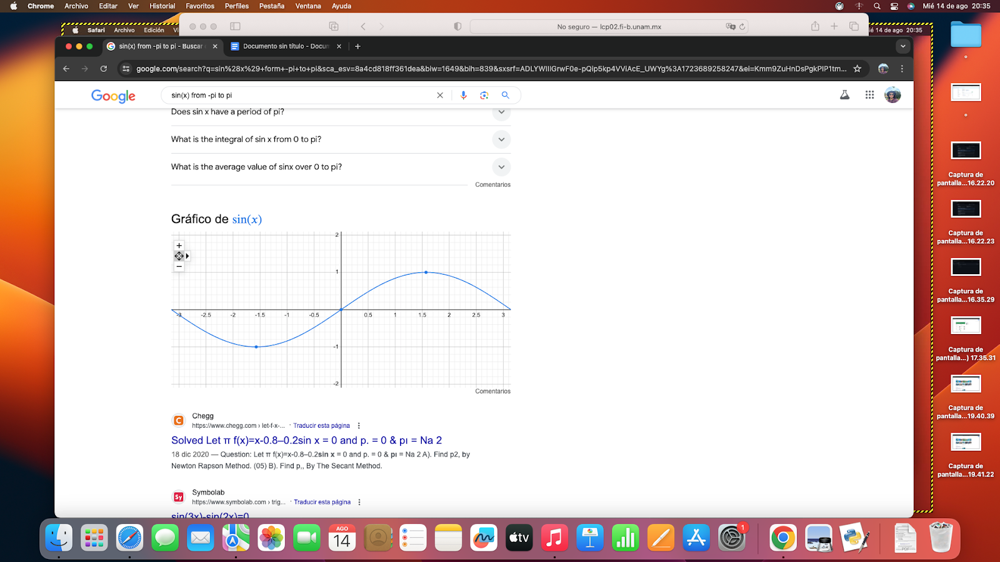 Chrome Archivo Editar Ver Historial Favoritos Perfiles Pestaña Ventana Ayuda
Mié 14 de ago 20:35
Safari Archivo Edición
No seguro — lcp02.fi-b.unam.mx
14 de ago 20:35
sin(x) from -pi to pi - Buscar
Documento sin título - Docum
google.com/search?q=sin%28x%29+form+-pi+to+pi&sca_esv=8a4cd818ff361dea&biw=1649&bih=839&sxsrf=ADLYWIIlGrwF0e-pQip5kp4VViAcE_UWYg%3A1723689258247&ei=Kmm9ZuHnDsPgkPIP1tm...
Google
sin(x) from -pi to pi
Does sin x have a period of pi?
What is the integral of sin x from 0 to pi?
What is the average value of sinx over 0 to pi?
Comentarios
Gráfico de sin(x)
2
1
-3 -2.5 -2 -1.5 -1 -0.5 0.5 1 1.5 2 2.5 3
-1
-2
Comentarios
Chegg
https://www.chegg.com › let-f-x-... · Traducir esta página
Solved Let π f(x)=x-0.8–0.2sin x = 0 and p. = 0 & pı = Na 2
18 dic 2020 — Question: Let π f(x)=x-0.8–0.2sin x = 0 and p. = 0 & pı = Na 2 A). Find p2, by
Newton Rapson Method. (05) B). Find p,, By The Secant Method.
Symbolab
https://www.symbolab.com › trig... · Traducir esta página
sin(3x)-sin(2x)=0
Captura de
pantalla...16.22.20
Captura de
pantalla...16.22.23
Captura de
pantalla...16.35.29
Captura de
pantalla...) 17.35.31
Captura de
pantalla...19.40.39
Captura de
pantalla...19.41.22
AGO
14
tv
1
PDF